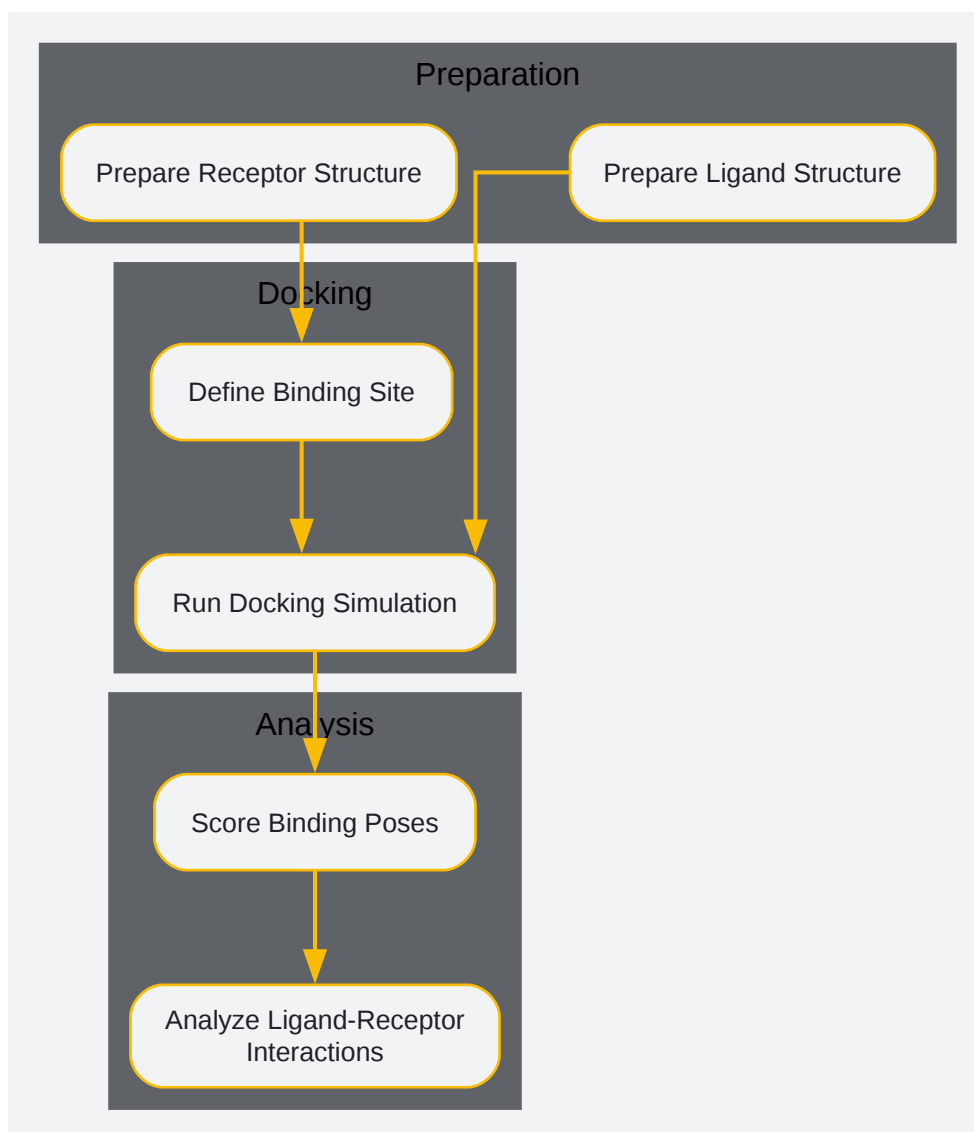 Preparation
Prepare Receptor Structure
Prepare Ligand Structure
Docking
Define Binding Site
Run Docking Simulation
Analysis
Score Binding Poses
Analyze Ligand-Receptor
Interactions